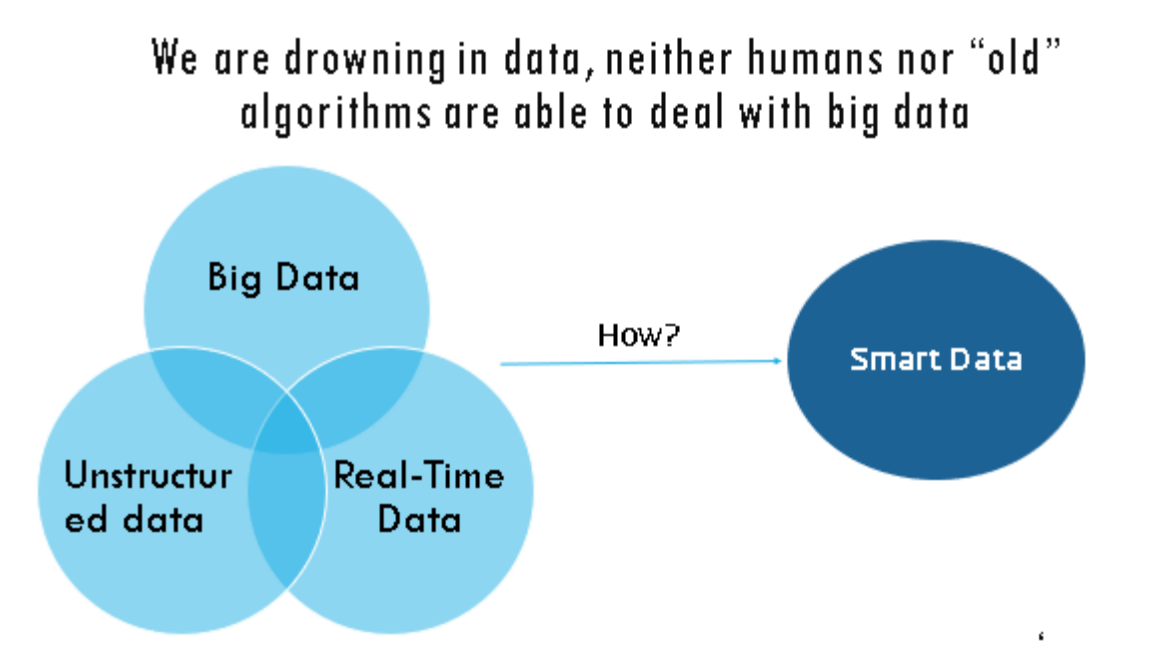 We are drowning in data, neither humans nor “old”
algorithms are able to deal with big data
Big Data
Unstructur
ed data
Real-Time
Data
How?
Smart Data
‘